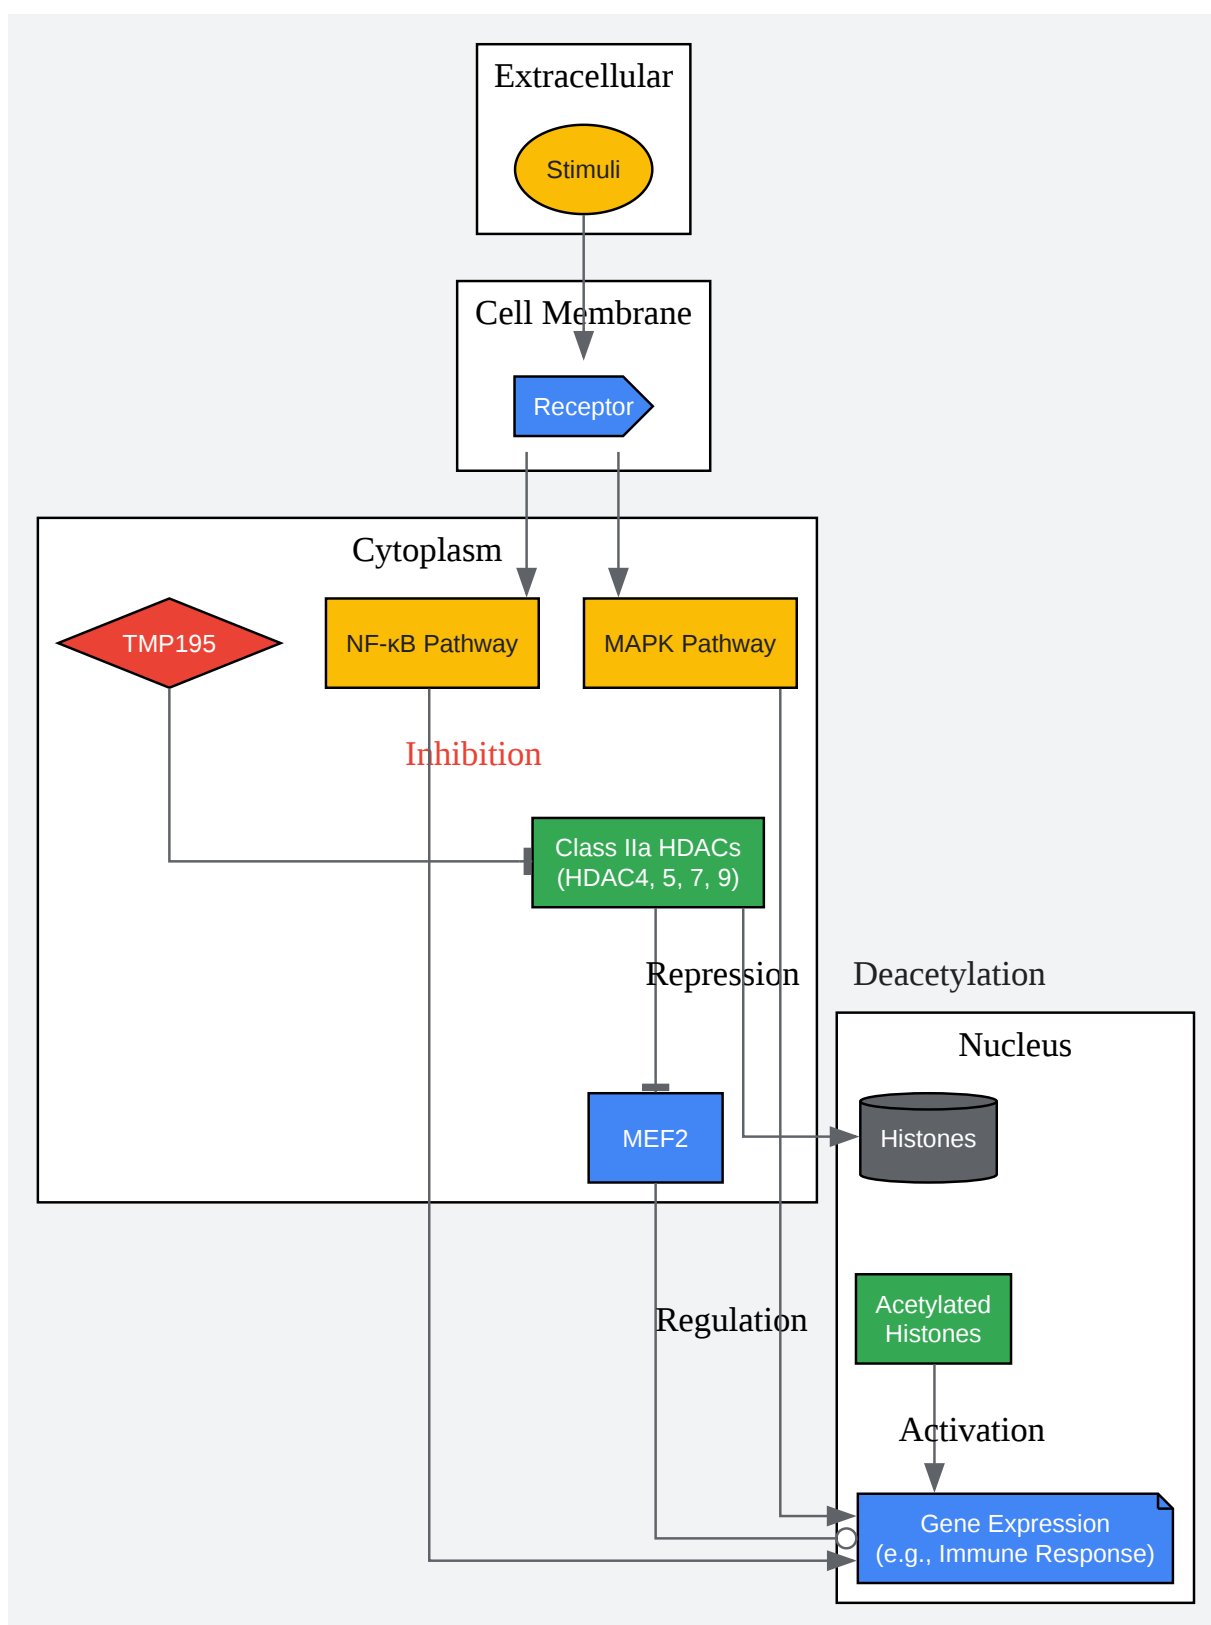 Extracellular
Stimuli
Cell Membrane
Receptor
Cytoplasm
TMP195
NF-κB Pathway
MAPK Pathway
Inhibition
Class IIa HDACs
(HDAC4, 5, 7, 9)
Repression
Deacetylation
Nucleus
MEF2
Histones
Acetylated
Histones
Regulation
Activation
Gene Expression
(e.g., Immune Response)